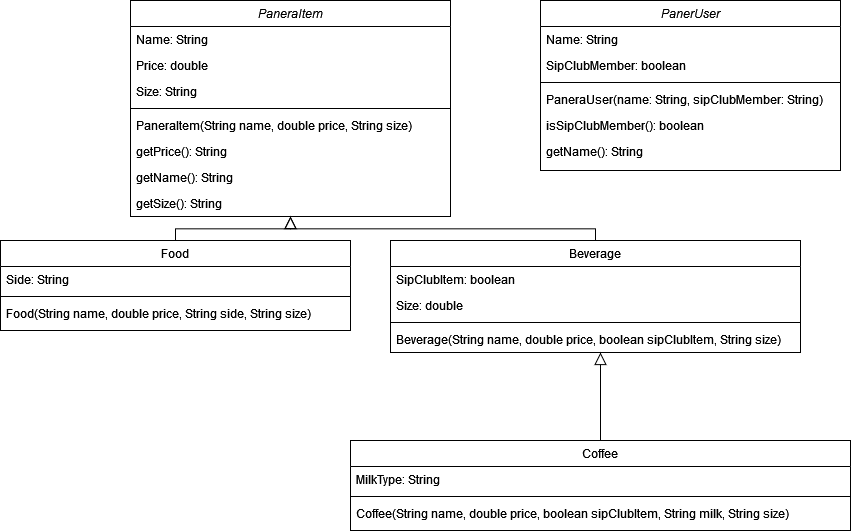 PaneraItem
Name: String
Price: double
Size: String
PaneraItem(String name, double price, String size)
getPrice(): String
getName(): String
getSize(): String
PanerUser
Name: String
SipClubMember: boolean
PaneraUser(name: String, sipClubMember: String)
isSipClubMember(): boolean
getName(): String
Food
Side: String
Food(String name, double price, String side, String size)
Beverage
SipClubItem: boolean
Size: double
Beverage(String name, double price, boolean sipClubItem, String size)
Coffee
MilkType: String
Coffee(String name, double price, boolean sipClubItem, String milk, String size)